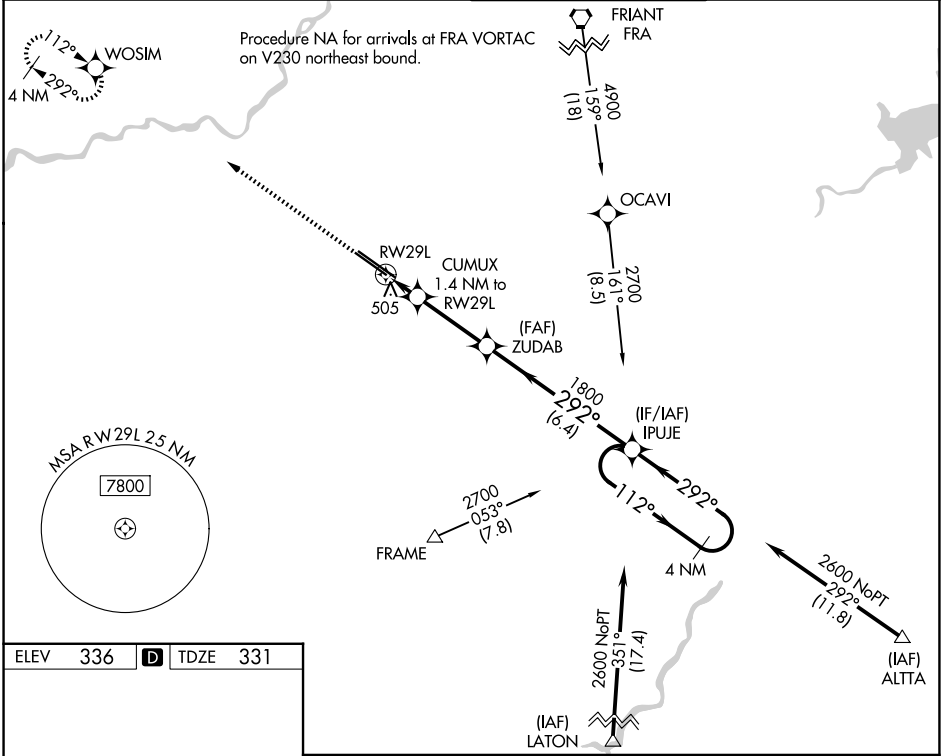 FRIANT
FRA
Procedure NA for arrivals at FRA VORTAC
on V230 northeast bound.
112°
WOSIM
292°
4 NM
4900
159°
(18)
OCAVI
2700
161°
(8.5)
RW29L
CUMUX
1.4 NM to
RW29L
505
(FAF)
ZUDAB
1800
292°
(6.4)
(IF/IAF)
IPUJE
292°
112°
4 NM
MSA RW29L 25 NM
7800
2700
053°
(7.8)
FRAME
2600 NoPT
292°
(11.8)
(IAF)
ALTTA
2600 NoPT
351°
(17.4)
(IAF)
LATON
ELEV 336 D TDZE 331